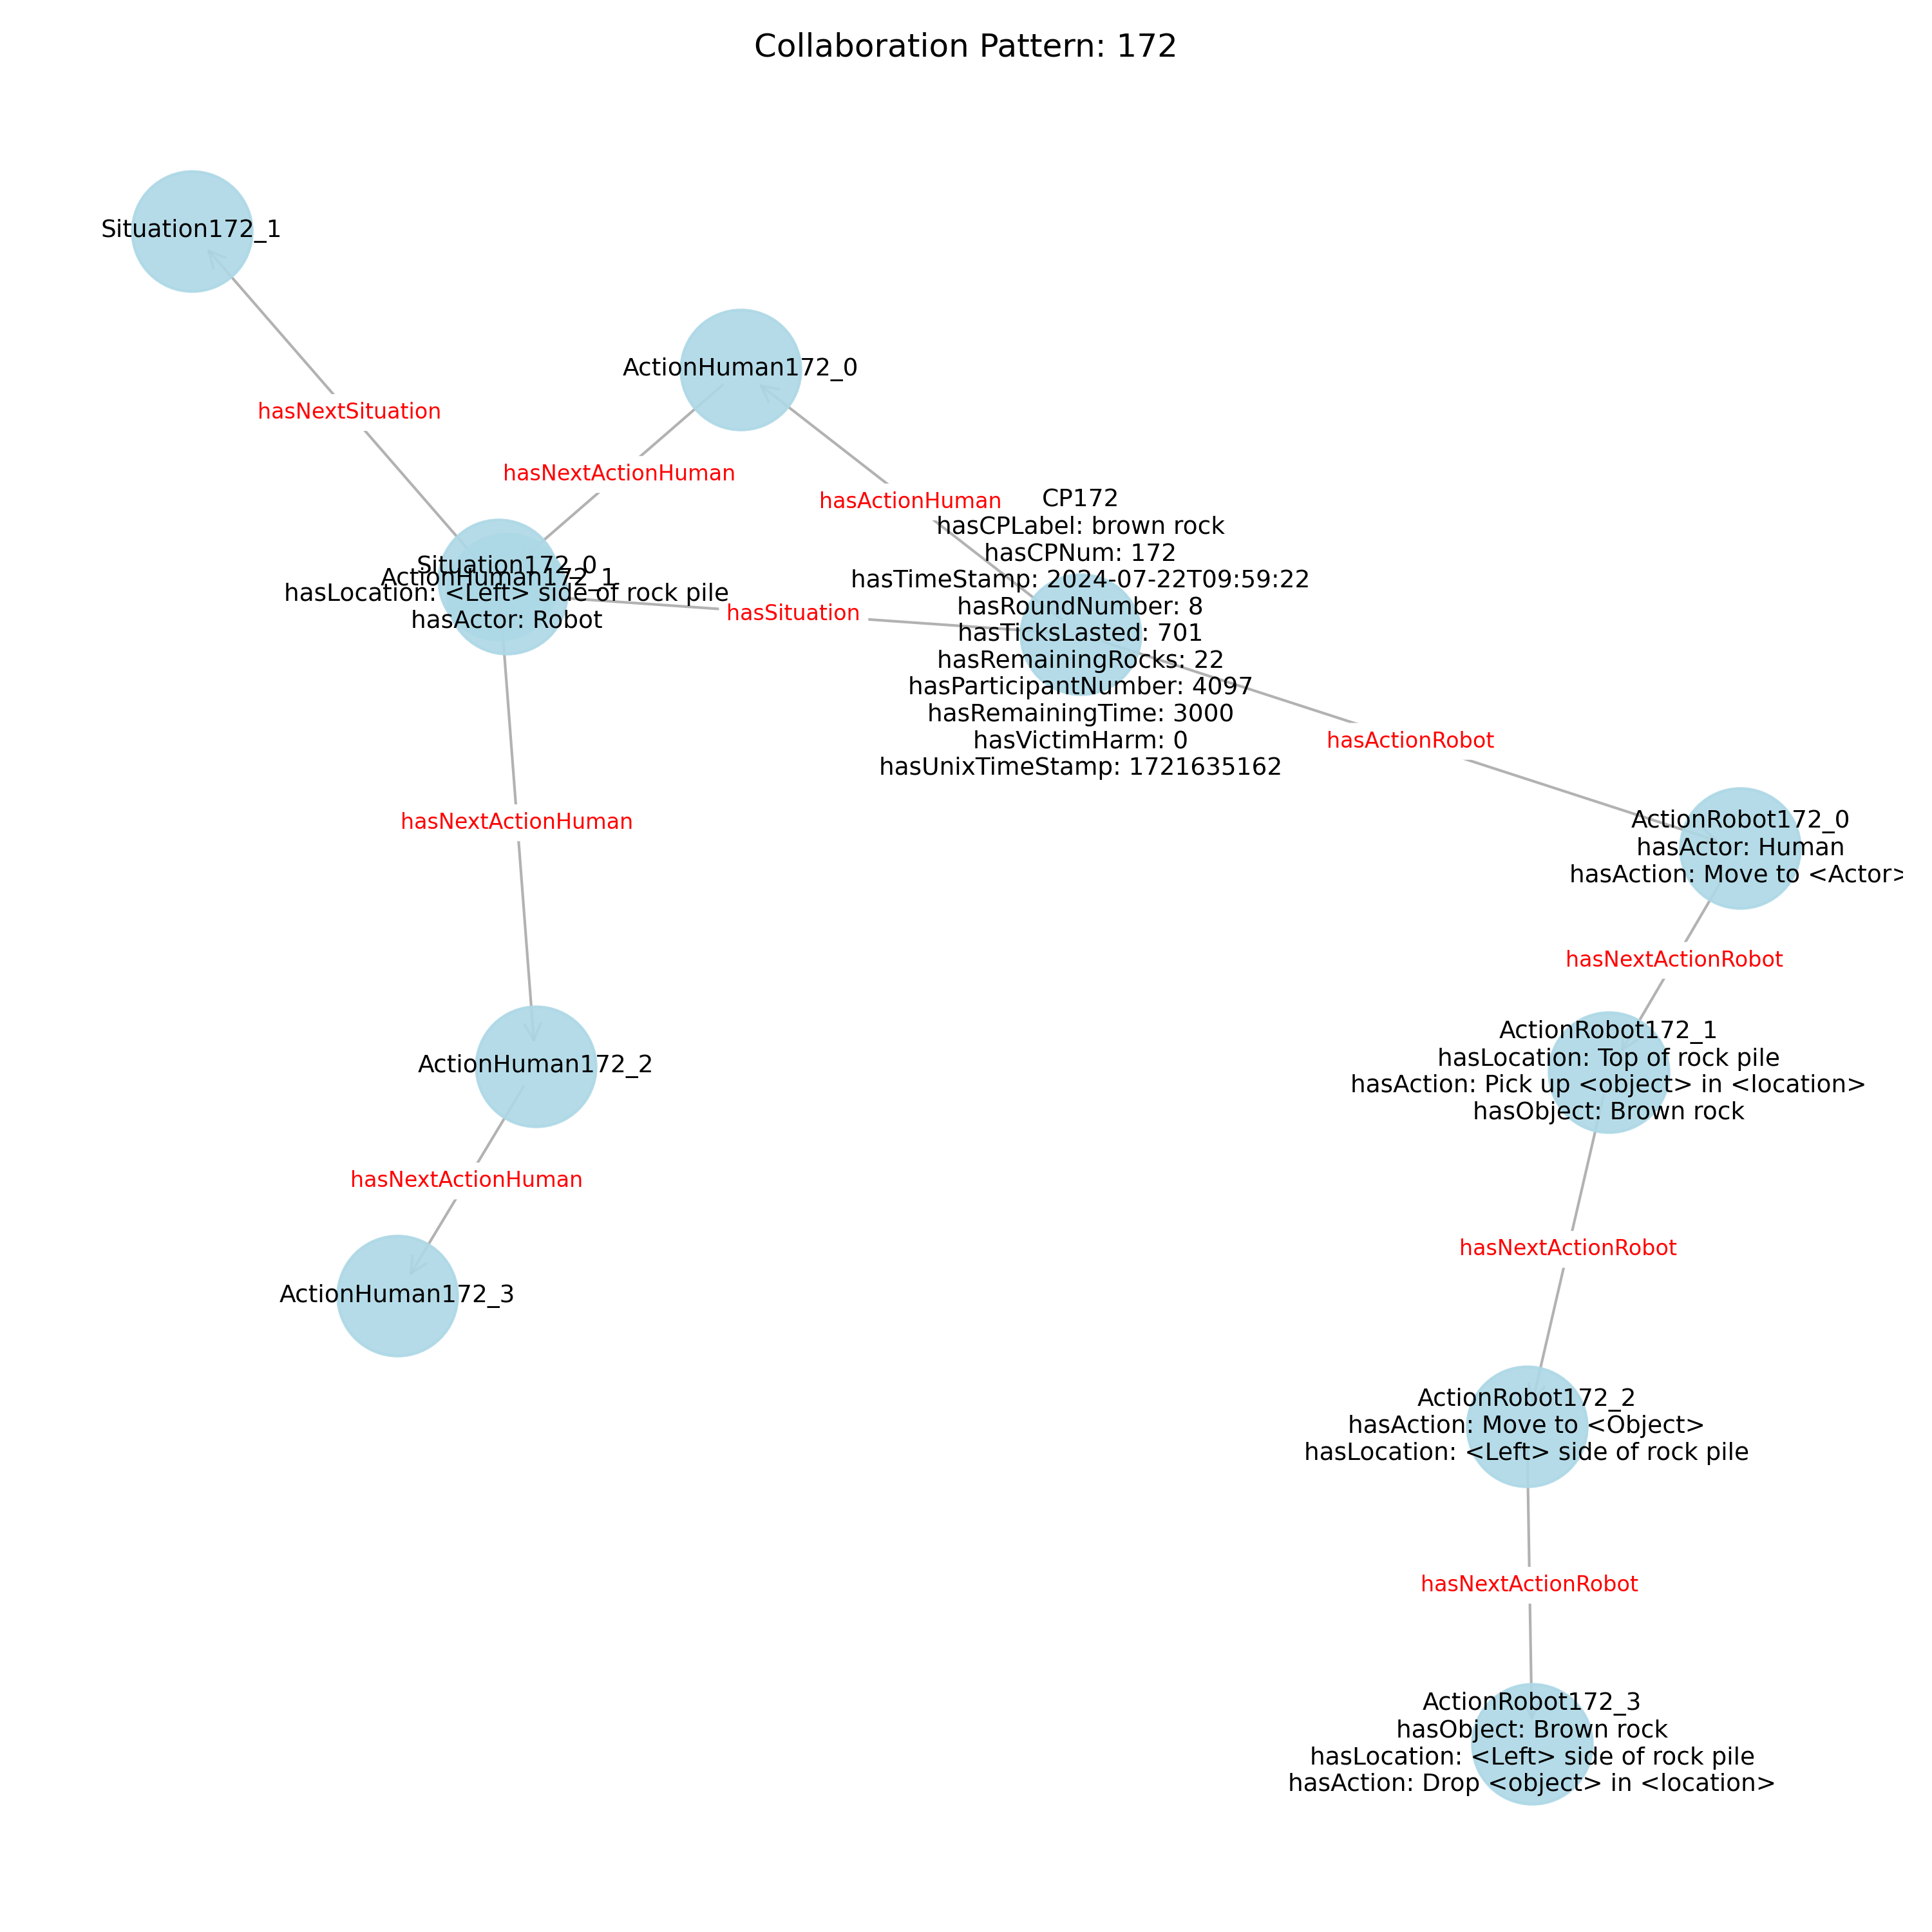 Collaboration Pattern: 172
Situation172_1
hasNextSituation
ActionHuman172_0
hasNextActionHuman
hasActionHuman
CP172
hasCPLabel: brown rock
hasCPNum: 172
hasTimeStamp: 2024-07-22T09:59:22
hasRoundNumber: 8
hasTicksLasted: 701
hasRemainingRocks: 22
hasParticipantNumber: 4097
hasRemainingTime: 3000
hasVictimHarm: 0
hasUnixTimeStamp: 1721635162
Situation172_0
ActionHuman172_1
hasLocation: <Left> side of rock pile
hasActor: Robot
hasSituation
hasActionRobot
hasNextActionHuman
ActionRobot172_0
hasActor: Human
hasAction: Move to <Actor>
hasNextActionRobot
ActionRobot172_1
hasLocation: Top of rock pile
hasAction: Pick up <object> in <location>
hasObject: Brown rock
ActionHuman172_2
hasNextActionHuman
hasNextActionRobot
ActionHuman172_3
ActionRobot172_2
hasAction: Move to <Object>
hasLocation: <Left> side of rock pile
hasNextActionRobot
ActionRobot172_3
hasObject: Brown rock
hasLocation: <Left> side of rock pile
hasAction: Drop <object> in <location>